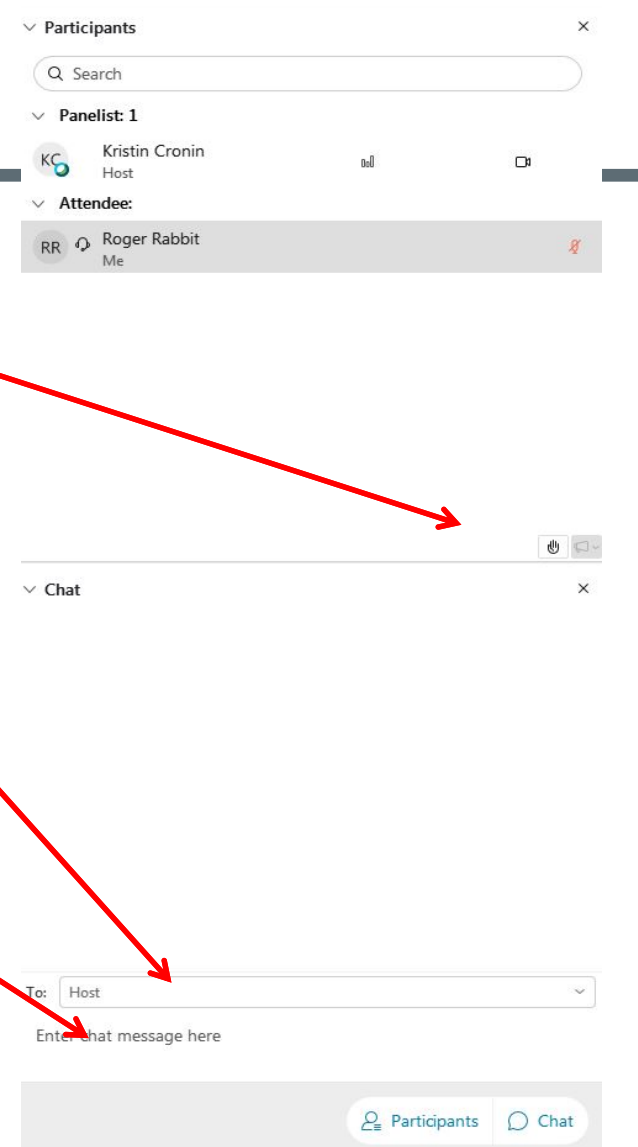 Participants
Search
Panelist: 1
KC
Kristin Cronin
Host
Attendee:
RR
Roger Rabbit
Me
Chat
To: Host
Enter chat message here
Participants
Chat